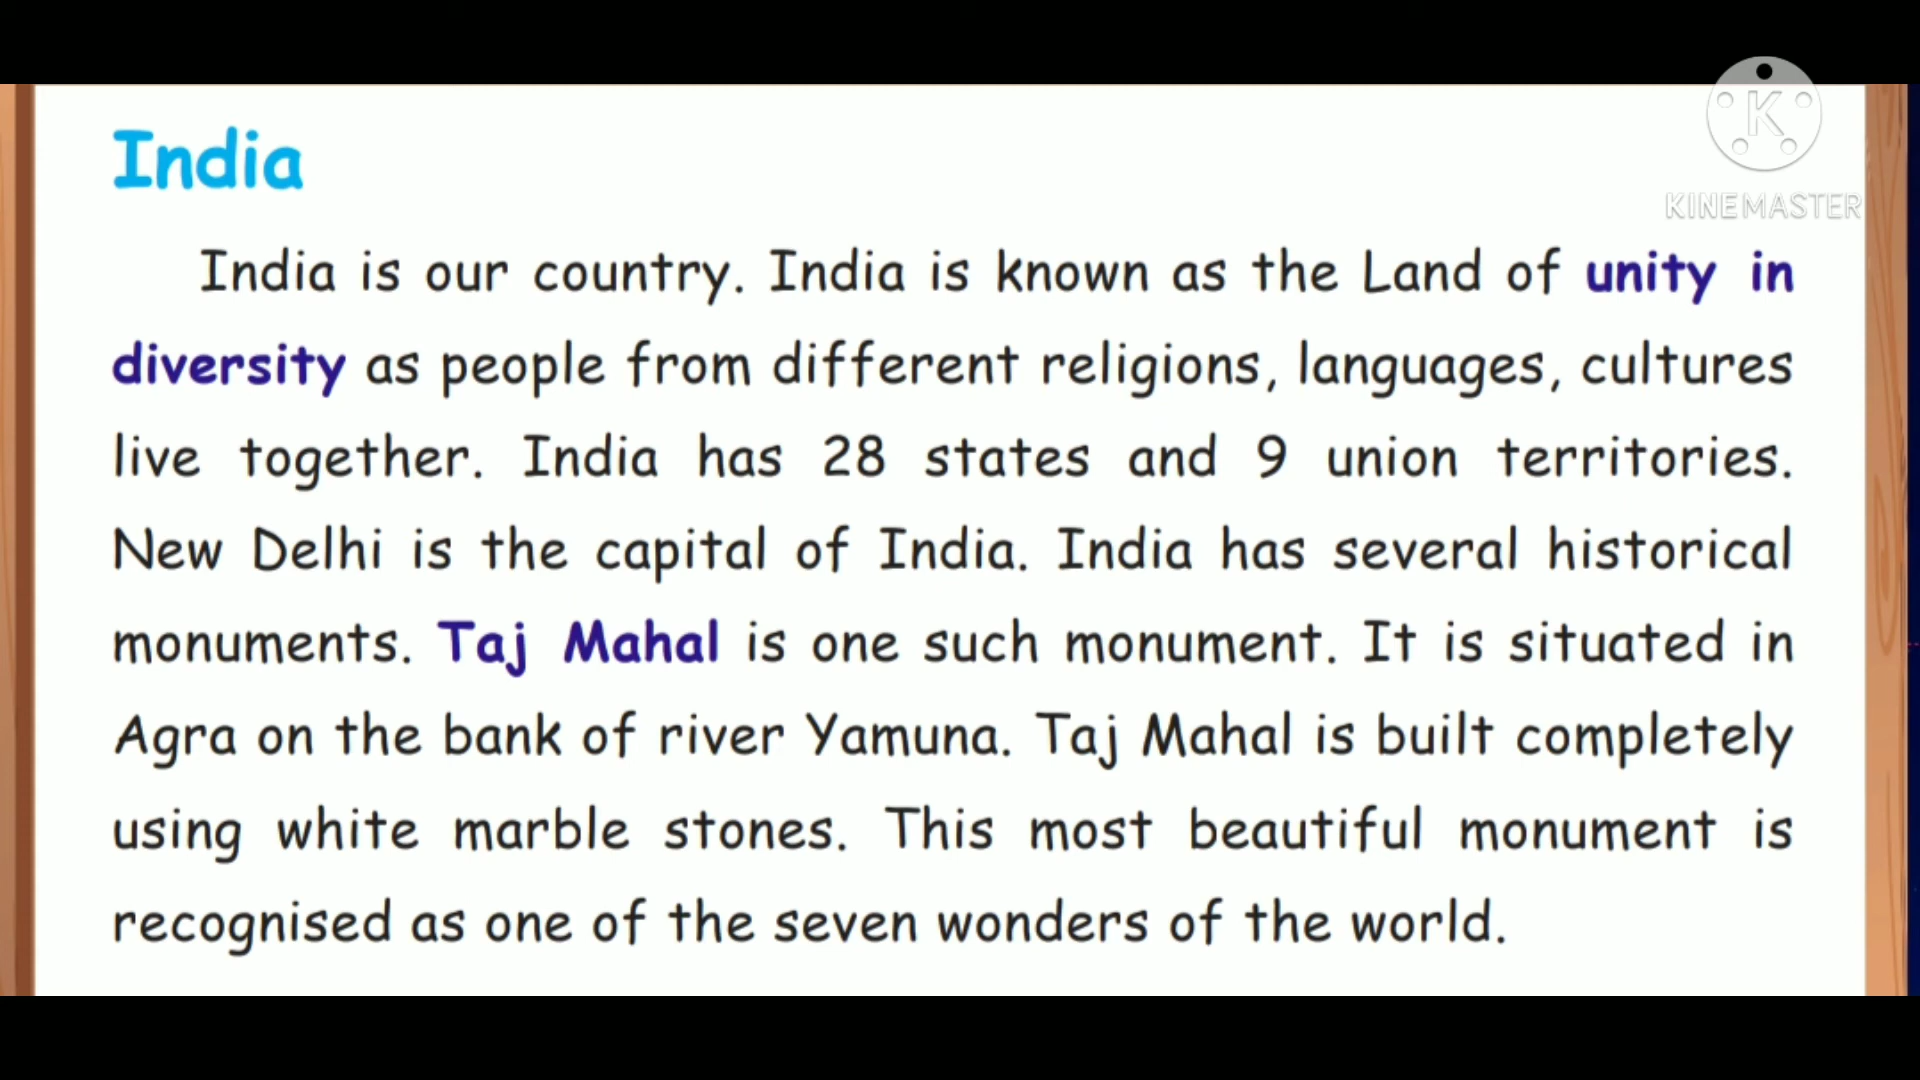 India
KINEMASTER
India is our country. India is known as the Land of unity in
diversity as people from different religions, languages, cultures
live together. India has 28 states and 9 union territories.
New Delhi is the capital of India. India has several historical
monuments. Taj Mahal is one such monument. It is situated in
Agra on the bank of river Yamuna. Taj Mahal is built completely
using white marble stones. This most beautiful monument is
recognised as one of the seven wonders of the world.